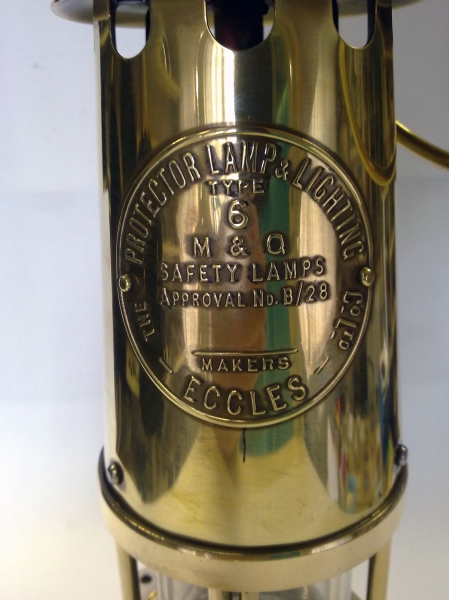 THE PROTECTOR LAMP & LIGHTING Co LTD
TYPE
6
M & Q
SAFETY LAMPS
APPROVAL No. B/28
MAKERS
ECCLES